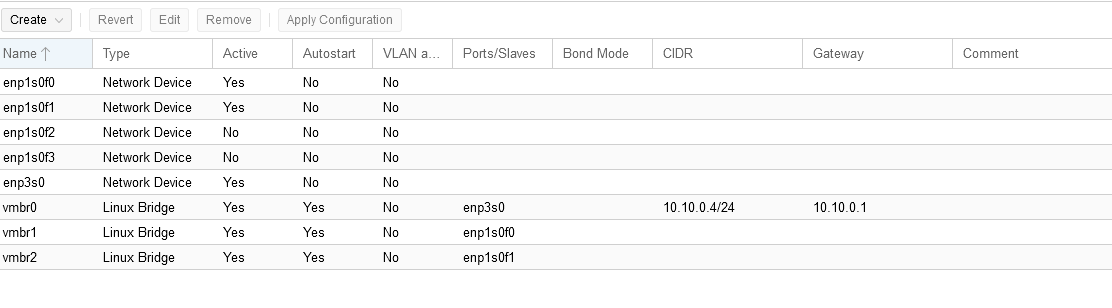 Create Revert Edit Remove Apply Configuration
Name ↑ Type Active Autostart VLAN a... Ports/Slaves Bond Mode CIDR Gateway Comment
enp1s0f0 Network Device Yes No No
enp1s0f1 Network Device Yes No No
enp1s0f2 Network Device No No No
enp1s0f3 Network Device No No No
enp3s0 Network Device Yes No No
vmbr0 Linux Bridge Yes Yes No enp3s0 10.10.0.4/24 10.10.0.1
vmbr1 Linux Bridge Yes Yes No enp1s0f0
vmbr2 Linux Bridge Yes Yes No enp1s0f1